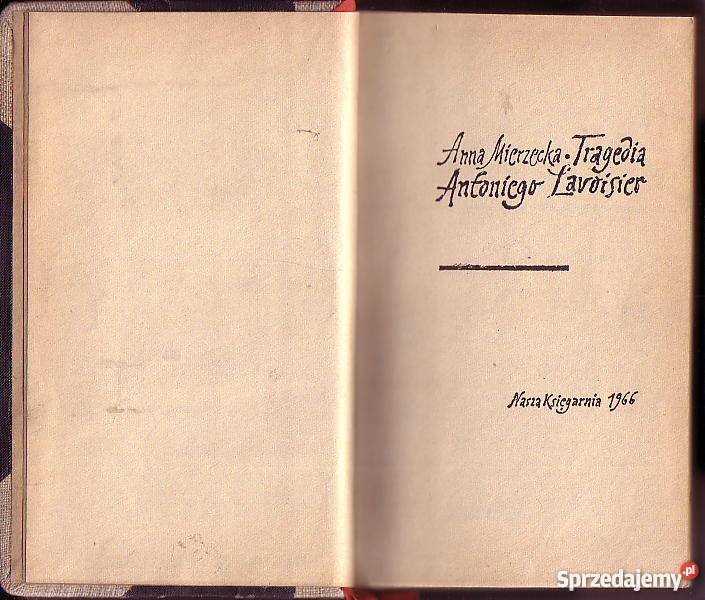 Anna Mierzecka • Tragedia
Antoniego Lavoisier
Nasza Księgarnia 1966
Sprzedajemy.pl